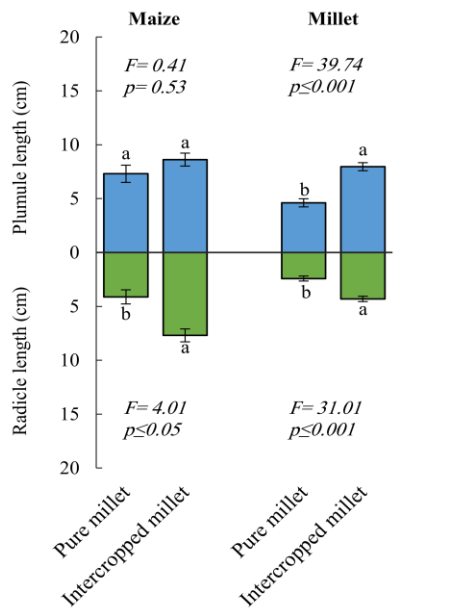 Maize
Millet
20
15
10
5
0
5
10
15
20
Plumule length (cm)
Radicle length (cm)
F= 0.41
p= 0.53
F= 39.74
p≤0.001
a
a
b
a
b
a
b
a
F= 4.01
p≤0.05
F= 31.01
p≤0.001
Pure millet
Intercropped millet
Pure millet
Intercropped millet